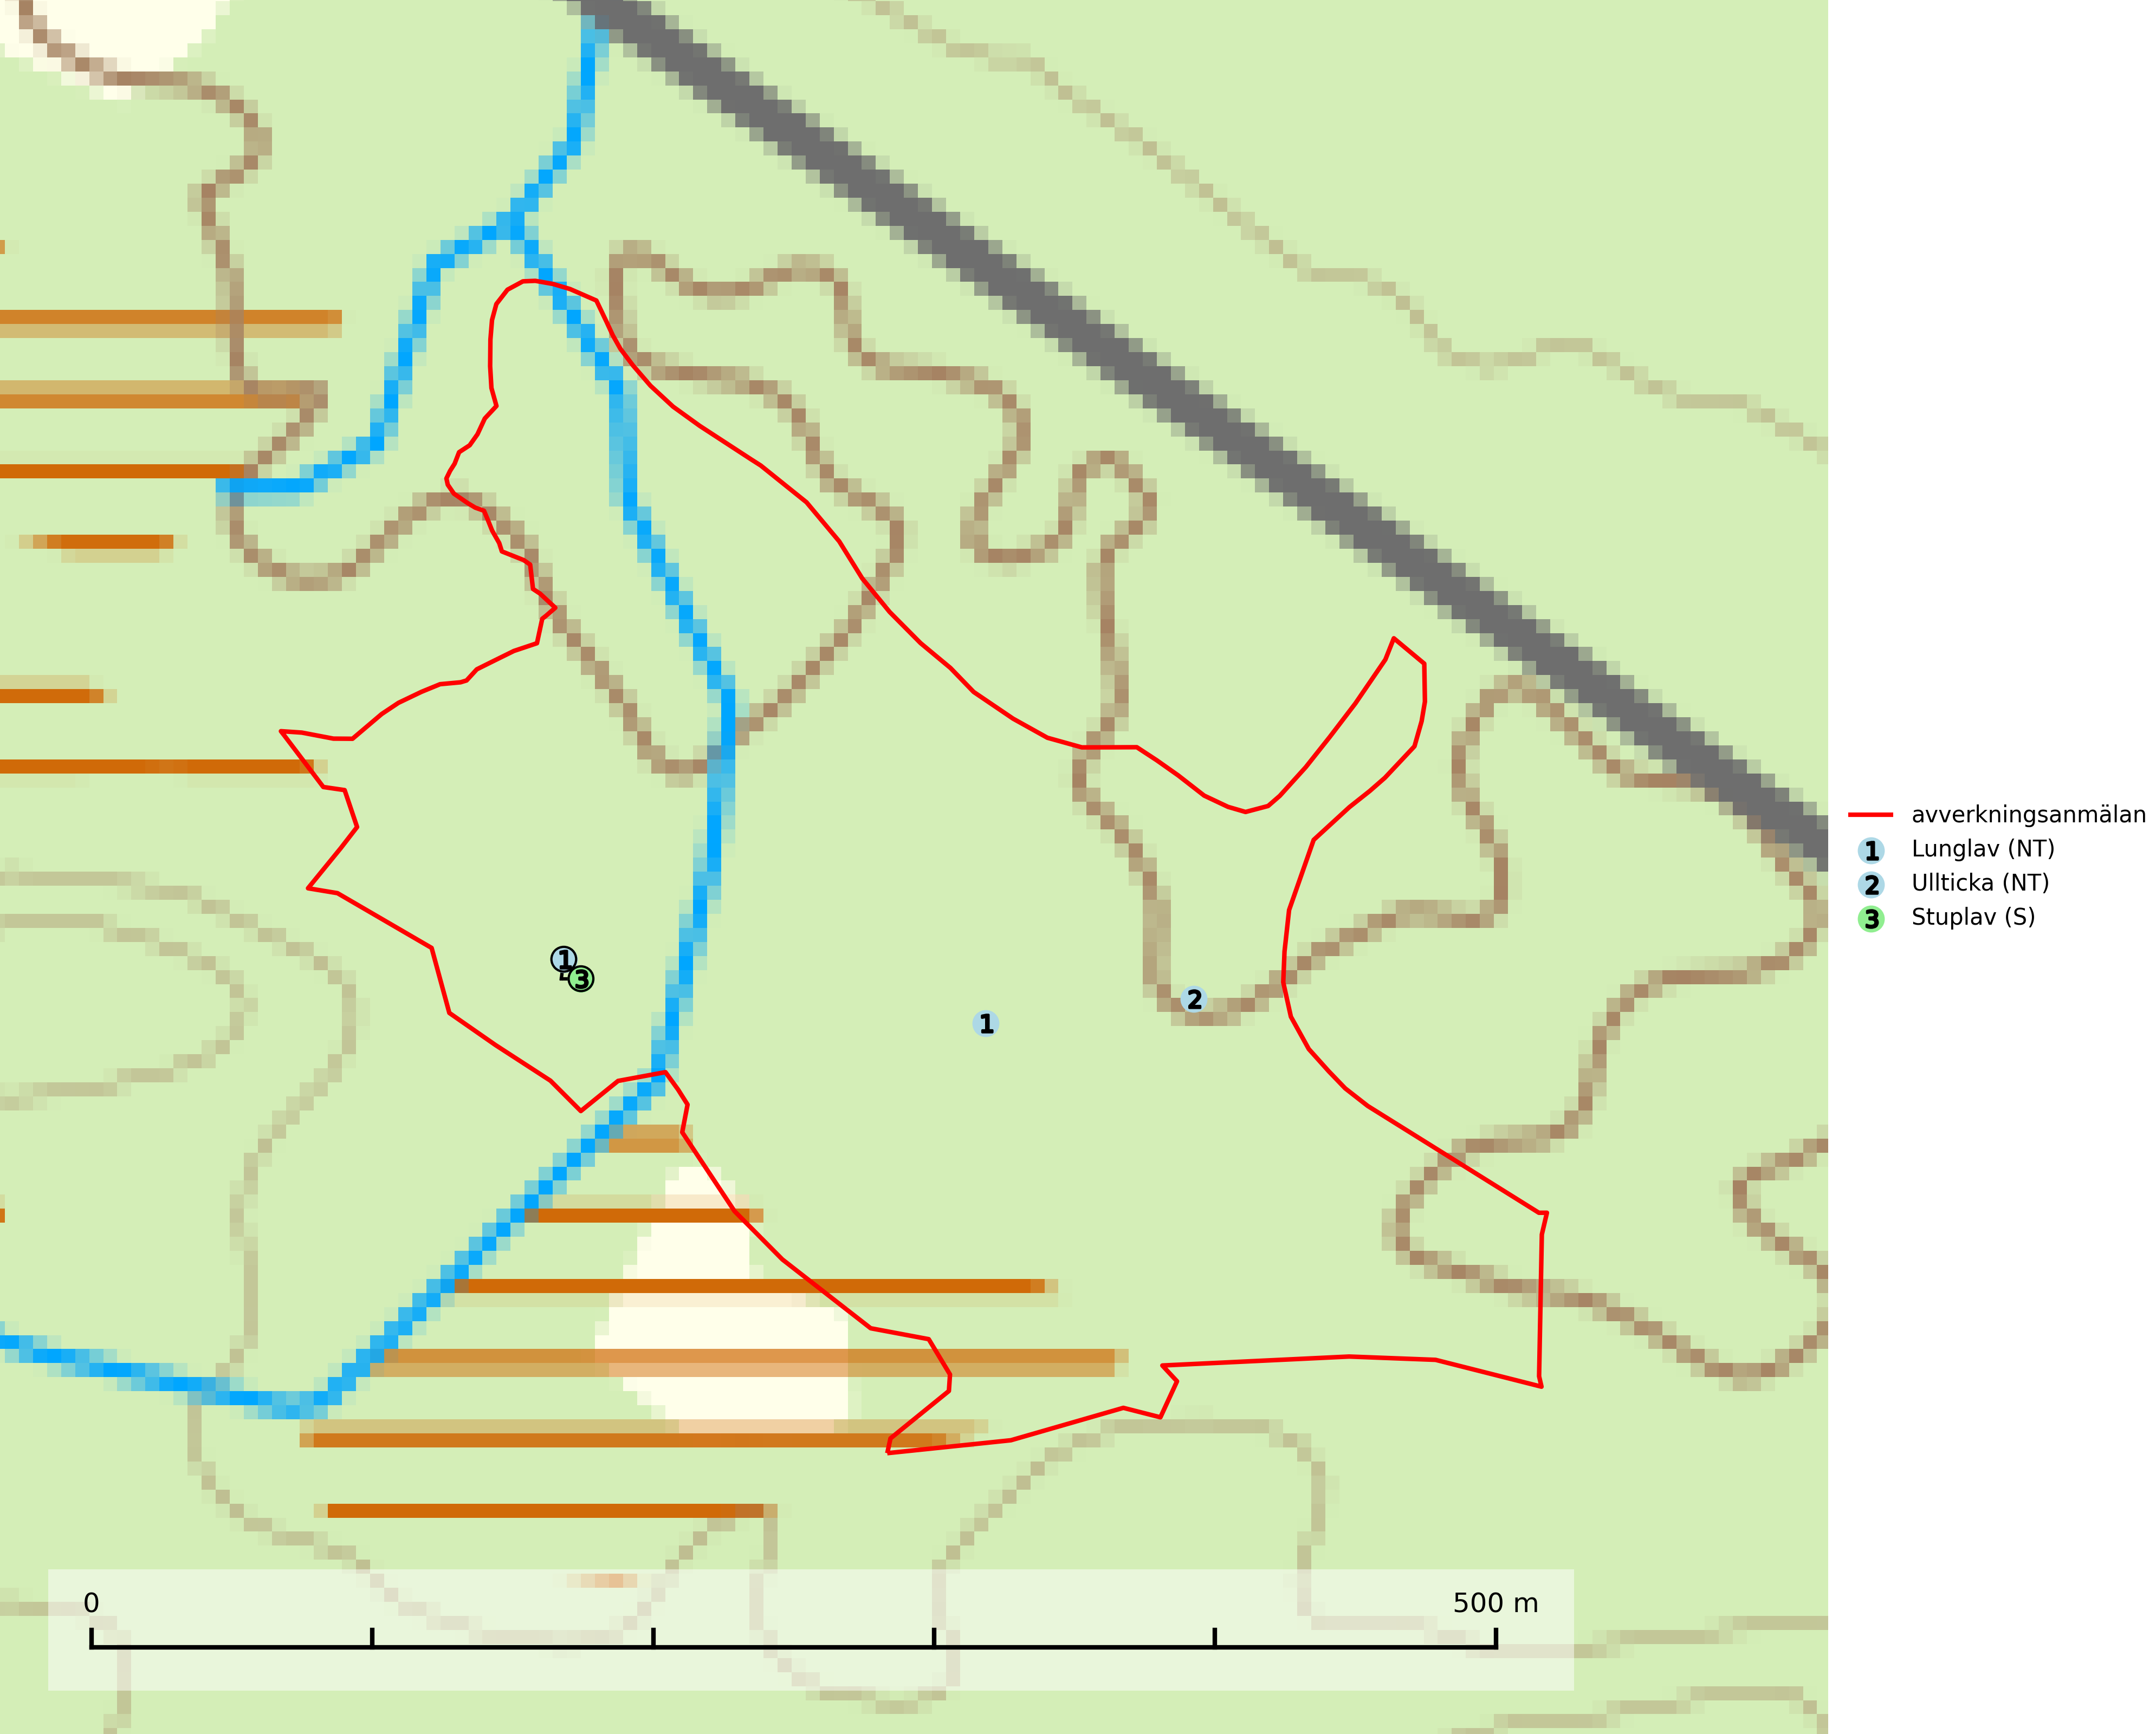 avverkningsanmälan
1 Lunglav (NT)
2 Ullticka (NT)
3 Stuplav (S)
1
3
2
1
0
500 m